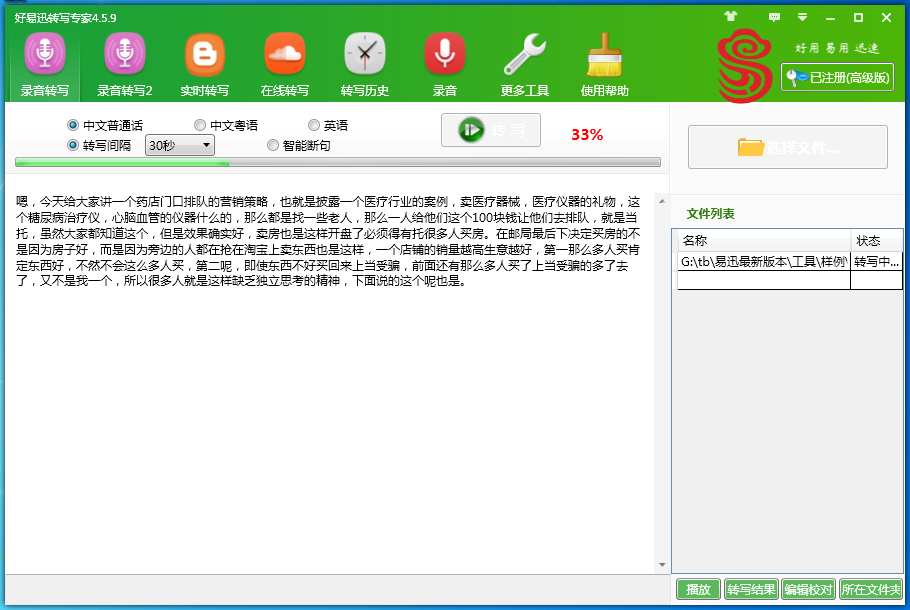 好易迅转写专家4.5.9
录音转写 录音转写2 实时转写 在线转写 转写历史 录音 更多工具 使用帮助
好用 易用 迅速
已注册(高级版)
中文普通话 中文粤语 英语
转写间隔 30秒 智能断句
转写
33%
选择文件...
嗯，今天给大家讲一个药店门口排队的营销策略，也就是披露一个医疗行业的案例，卖医疗器械，医疗仪器的礼物，这
个糖尿病治疗仪，心脑血管的仪器什么的，那么都是找一些老人，那么一人给他们这个100块钱让他们去排队，就是当
托，虽然大家都知道这个，但是效果确实好，卖房也是这样开盘了必须得有托很多人买房。在邮局最后下决定买房的不
是因为房子好，而是因为旁边的人都在抢在淘宝上卖东西也是这样，一个店铺的销量越高生意越好，第一那么多人买肯
定东西好，不然不会这么多人买，第二呢，即使东西不好买回来上当受骗，前面还有那么多人买了上当受骗的多了去
了，又不是我一个，所以很多人就是这样缺乏独立思考的精神，下面说的这个呢也是。
文件列表
名称 状态
G:\tb\易迅最新版本\工具\样例\ 转写中...
播放 转写结果 编辑校对 所在文件夹